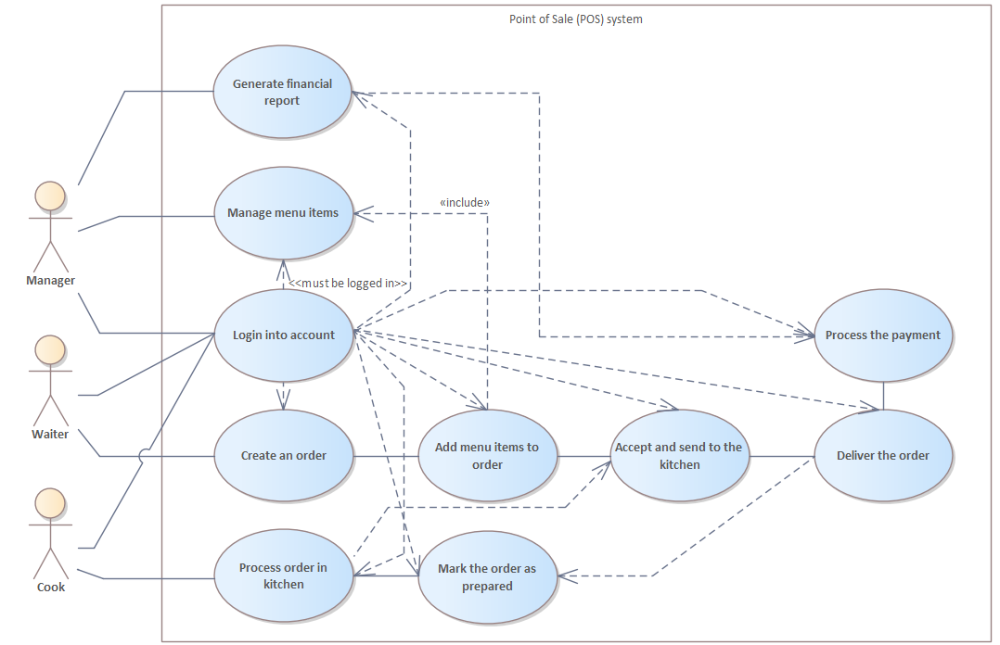 Point of Sale (POS) system
Generate financial
report
Manage menu items
«include»
Manager
<<must be logged in>>
Login into account
Process the payment
Waiter
Create an order
Add menu items to
order
Accept and send to the
kitchen
Deliver the order
Cook
Process order in
kitchen
Mark the order as
prepared